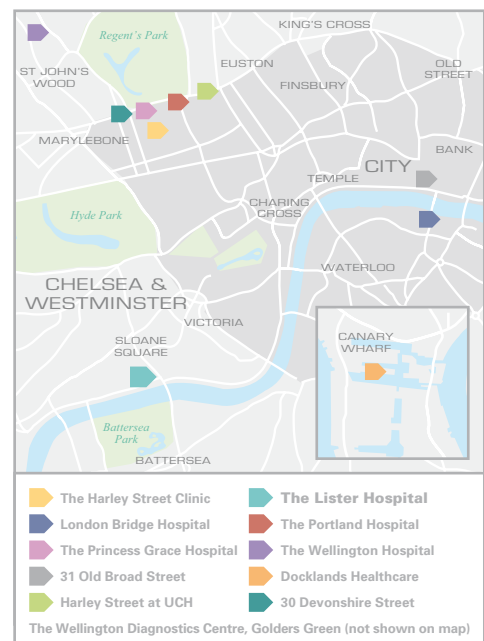 KING'S CROSS
Regent's Park
EUSTON
OLD
STREET
ST JOHN'S
WOOD
FINSBURY
MARYLEBONE
BANK
CITY
TEMPLE
CHARING
CROSS
Hyde Park
WATERLOO
CHELSEA &
WESTMINSTER
VICTORIA
SLOANE
SQUARE
CANARY
WHARF
Battersea
Park
BATTERSEA
The Harley Street Clinic
London Bridge Hospital
The Princess Grace Hospital
31 Old Broad Street
Harley Street at UCH
The Lister Hospital
The Portland Hospital
The Wellington Hospital
Docklands Healthcare
30 Devonshire Street
The Wellington Diagnostics Centre, Golders Green (not shown on map)